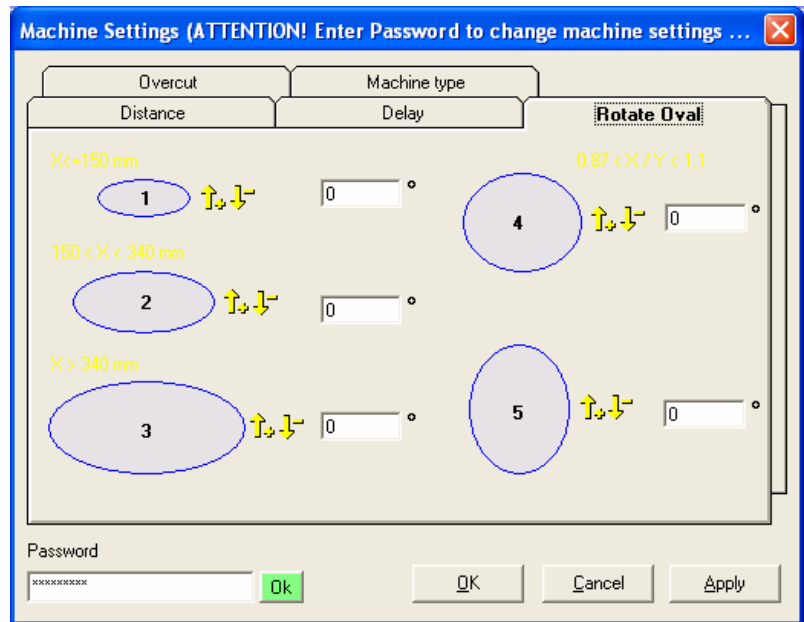 Machine Settings (ATTENTION! Enter Password to change machine settings ...
Overcut
Machine type
Distance
Delay
Rotate Oval
X<=150 mm
1
+
-
0 °
150 < X < 340 mm
2
+
-
0 °
X > 340 mm
3
+
-
0 °
0.87 < X / Y < 1.1
4
+
-
0 °
5
+
-
0 °
Password
*********
Ok
OK
Cancel
Apply